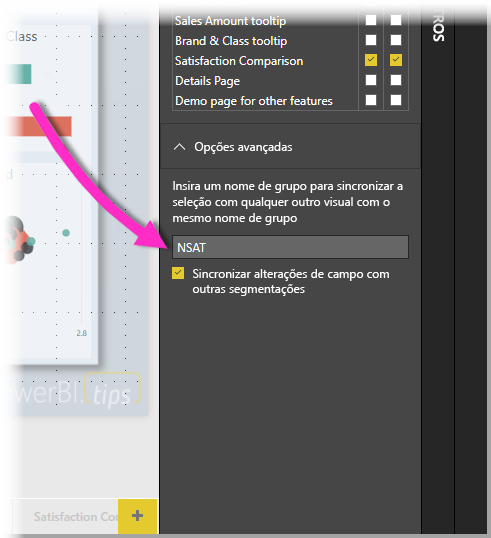 Class
Sales Amount tooltip
Brand & Class tooltip
Satisfaction Comparison
Details Page
Demo page for other features
Opções avançadas
Insira um nome de grupo para sincronizar a
seleção com qualquer outro visual com o
mesmo nome de grupo
NSAT
Sincronizar alterações de campo com
outras segmentações
TROS
d
2.8
werBI.tips
Satisfaction Co
+